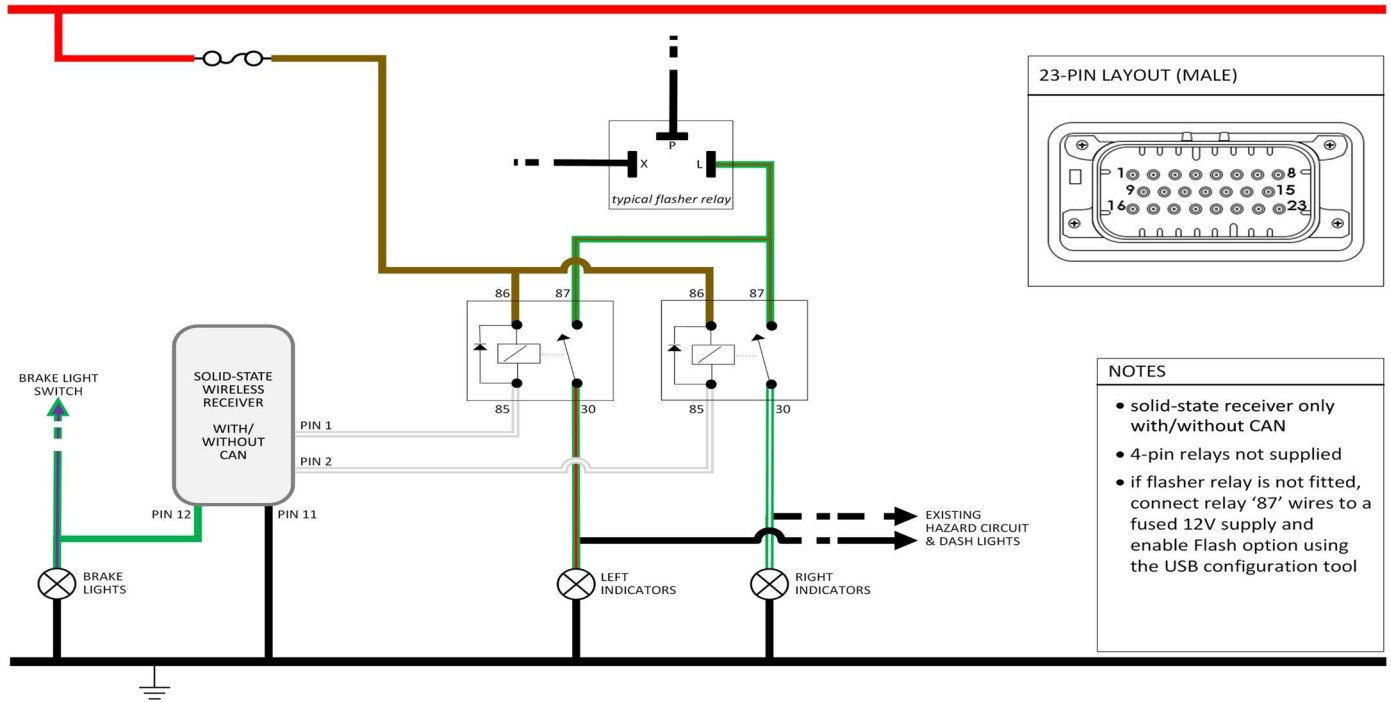 23-PIN LAYOUT (MALE)
1
8
9
15
16
23
P
X
L
typical flasher relay
86
87
86
87
85
30
85
30
SOLID-STATE
WIRELESS
RECEIVER
WITH/
WITHOUT
CAN
BRAKE LIGHT
SWITCH
PIN 1
PIN 2
PIN 12
PIN 11
BRAKE
LIGHTS
LEFT
INDICATORS
RIGHT
INDICATORS
EXISTING
HAZARD CIRCUIT
& DASH LIGHTS
NOTES
• solid-state receiver only
with/without CAN
• 4-pin relays not supplied
• if flasher relay is not fitted,
connect relay ‘87’ wires to a
fused 12V supply and
enable Flash option using
the USB configuration tool